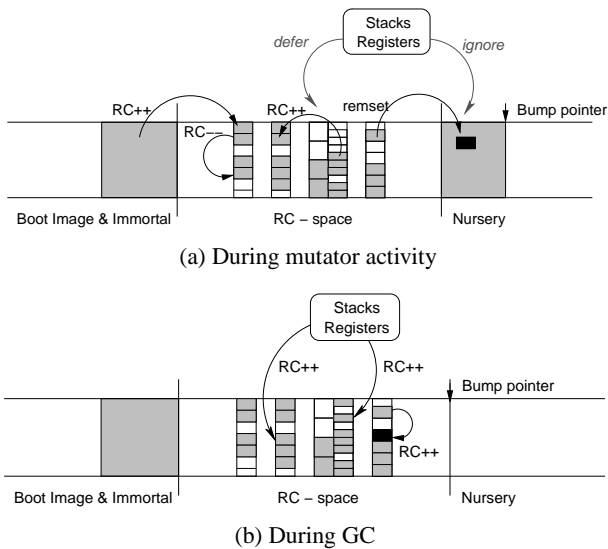 Stacks
Registers
defer
ignore
RC++
RC++
remset
Bump pointer
RC−−
Boot Image & Immortal
RC − space
Nursery
(a) During mutator activity
Stacks
Registers
RC++
RC++
Bump pointer
RC++
Boot Image & Immortal
RC − space
Nursery
(b) During GC